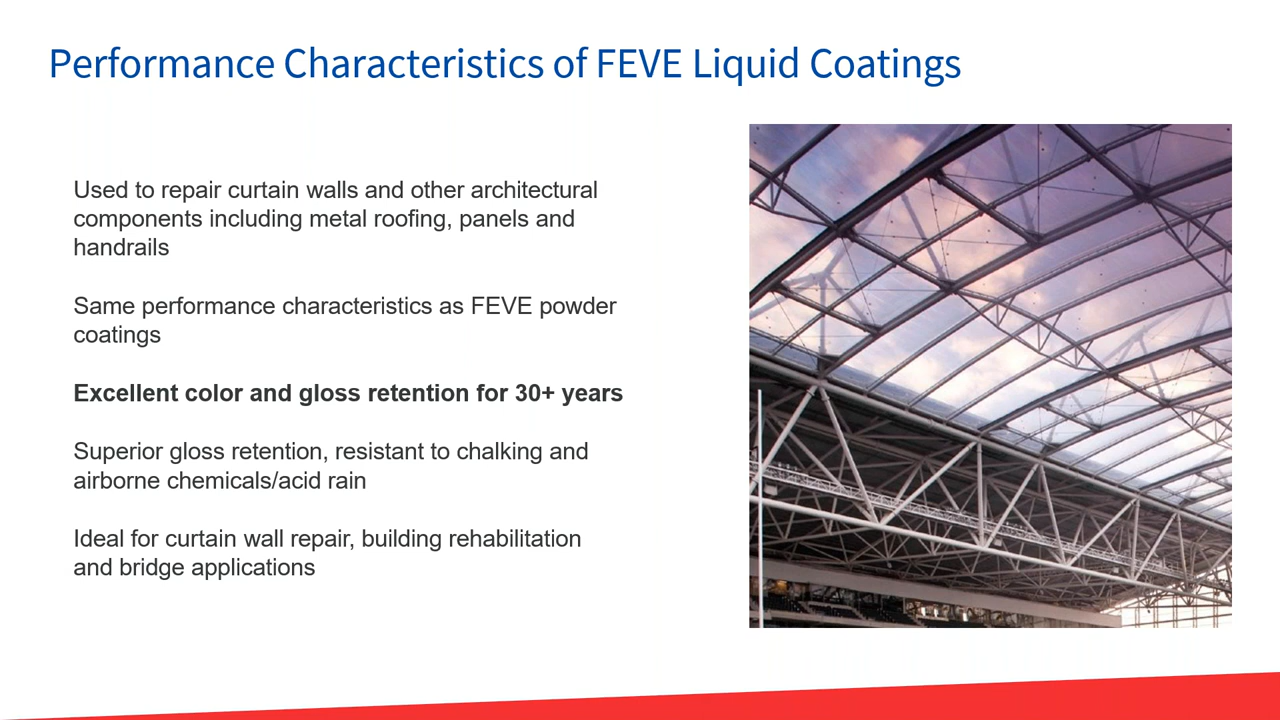 Performance Characteristics of FEVE Liquid Coatings
Used to repair curtain walls and other architectural
components including metal roofing, panels and
handrails
Same performance characteristics as FEVE powder
coatings
Excellent color and gloss retention for 30+ years
Superior gloss retention, resistant to chalking and
airborne chemicals/acid rain
Ideal for curtain wall repair, building rehabilitation
and bridge applications